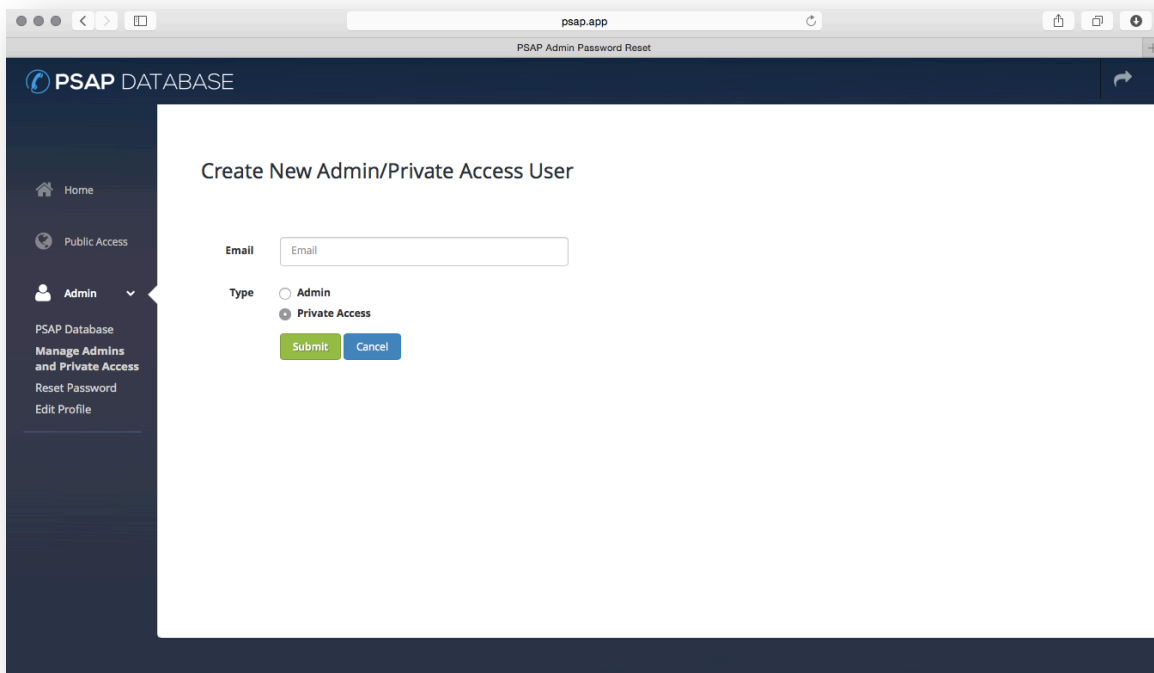 psap.app
PSAP Admin Password Reset
PSAP DATABASE
Create New Admin/Private Access User
Home
Public Access
Admin
PSAP Database
Manage Admins
and Private Access
Reset Password
Edit Profile
Email Email
Type Admin
Private Access
Submit Cancel